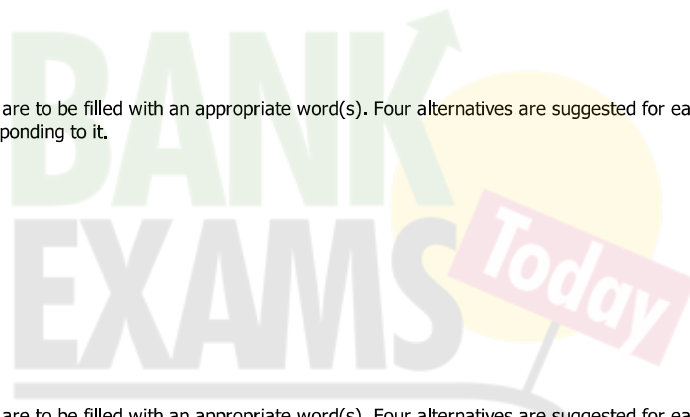 BANK
are to be filled with an appropriate word(s). Four alternatives are suggested for ea
ponding to it.
EXAMS
Today
are to be filled with an appropriate word(s). Four alternatives are suggested for ea